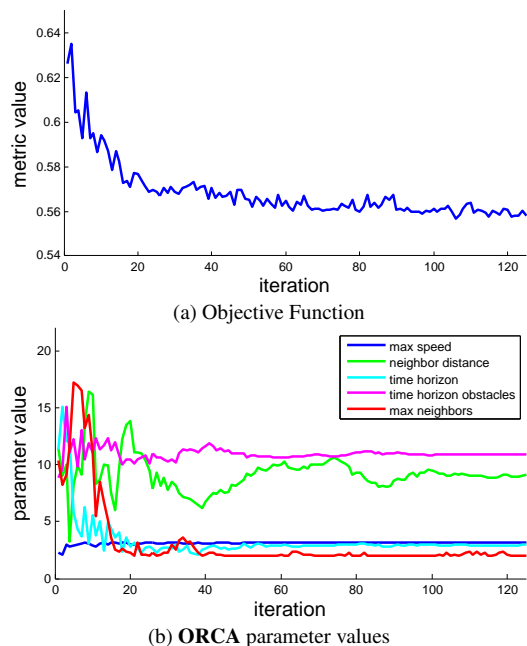 0.64
0.62
0.6
0.58
0.56
0.54
metric value
0 20 40 60 80 100 120
iteration
(a) Objective Function
20
15
10
5
0
paramter value
max speed
neighbor distance
time horizon
time horizon obstacles
max neighbors
0 20 40 60 80 100 120
iteration
(b) ORCA parameter values